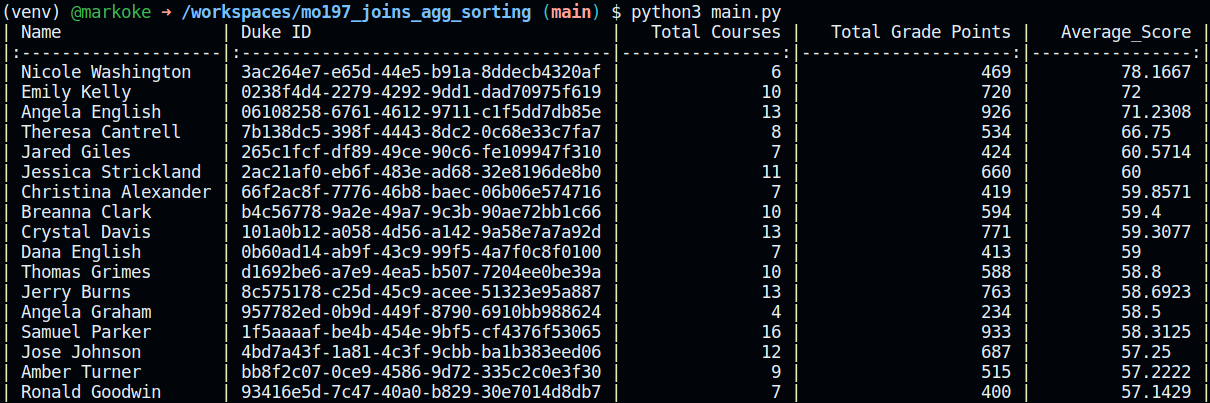 (venv) @markoke ➜ /workspaces/mo197_joins_agg_sorting (main) $ python3 main.py
| Name                | Duke ID                              |   Total Courses |   Total Grade Points |   Average_Score |
|:--------------------|:-------------------------------------|----------------:|---------------------:|----------------:|
| Nicole Washington   | 3ac264e7-e65d-44e5-b91a-8ddecb4320af |               6 |                  469 |         78.1667 |
| Emily Kelly         | 0238f4d4-2279-4292-9dd1-dad70975f619 |              10 |                  720 |         72      |
| Angela English      | 06108258-6761-4612-9711-c1f5dd7db85e |              13 |                  926 |         71.2308 |
| Theresa Cantrell    | 7b138dc5-398f-4443-8dc2-0c68e33c7fa7 |               8 |                  534 |         66.75   |
| Jared Giles         | 265c1fcf-df89-49ce-90c6-fe109947f310 |               7 |                  424 |         60.5714 |
| Jessica Strickland  | 2ac21af0-eb6f-483e-ad68-32e8196de8b0 |              11 |                  660 |         60      |
| Christina Alexander | 66f2ac8f-7776-46b8-baec-06b06e574716 |               7 |                  419 |         59.8571 |
| Breanna Clark       | b4c56778-9a2e-49a7-9c3b-90ae72bb1c66 |              10 |                  594 |         59.4    |
| Crystal Davis       | 101a0b12-a058-4d56-a142-9a58e7a7a92d |              13 |                  771 |         59.3077 |
| Dana English        | 0b60ad14-ab9f-43c9-99f5-4a7f0c8f0100 |               7 |                  413 |         59      |
| Thomas Grimes       | d1692be6-a7e9-4ea5-b507-7204ee0be39a |              10 |                  588 |         58.8    |
| Jerry Burns         | 8c575178-c25d-45c9-acee-51323e95a887 |              13 |                  763 |         58.6923 |
| Angela Graham       | 957782ed-0b9d-449f-8790-6910bb988624 |               4 |                  234 |         58.5    |
| Samuel Parker       | 1f5aaaaf-be4b-454e-9bf5-cf4376f53065 |              16 |                  933 |         58.3125 |
| Jose Johnson        | 4bd7a43f-1a81-4c3f-9cbb-ba1b383eed06 |              12 |                  687 |         57.25   |
| Amber Turner        | bb8f2c07-0ce9-4586-9d72-335c2c0e3f30 |               9 |                  515 |         57.2222 |
| Ronald Goodwin      | 93416e5d-7c47-40a0-b829-30e7014d8db7 |               7 |                  400 |         57.1429 |